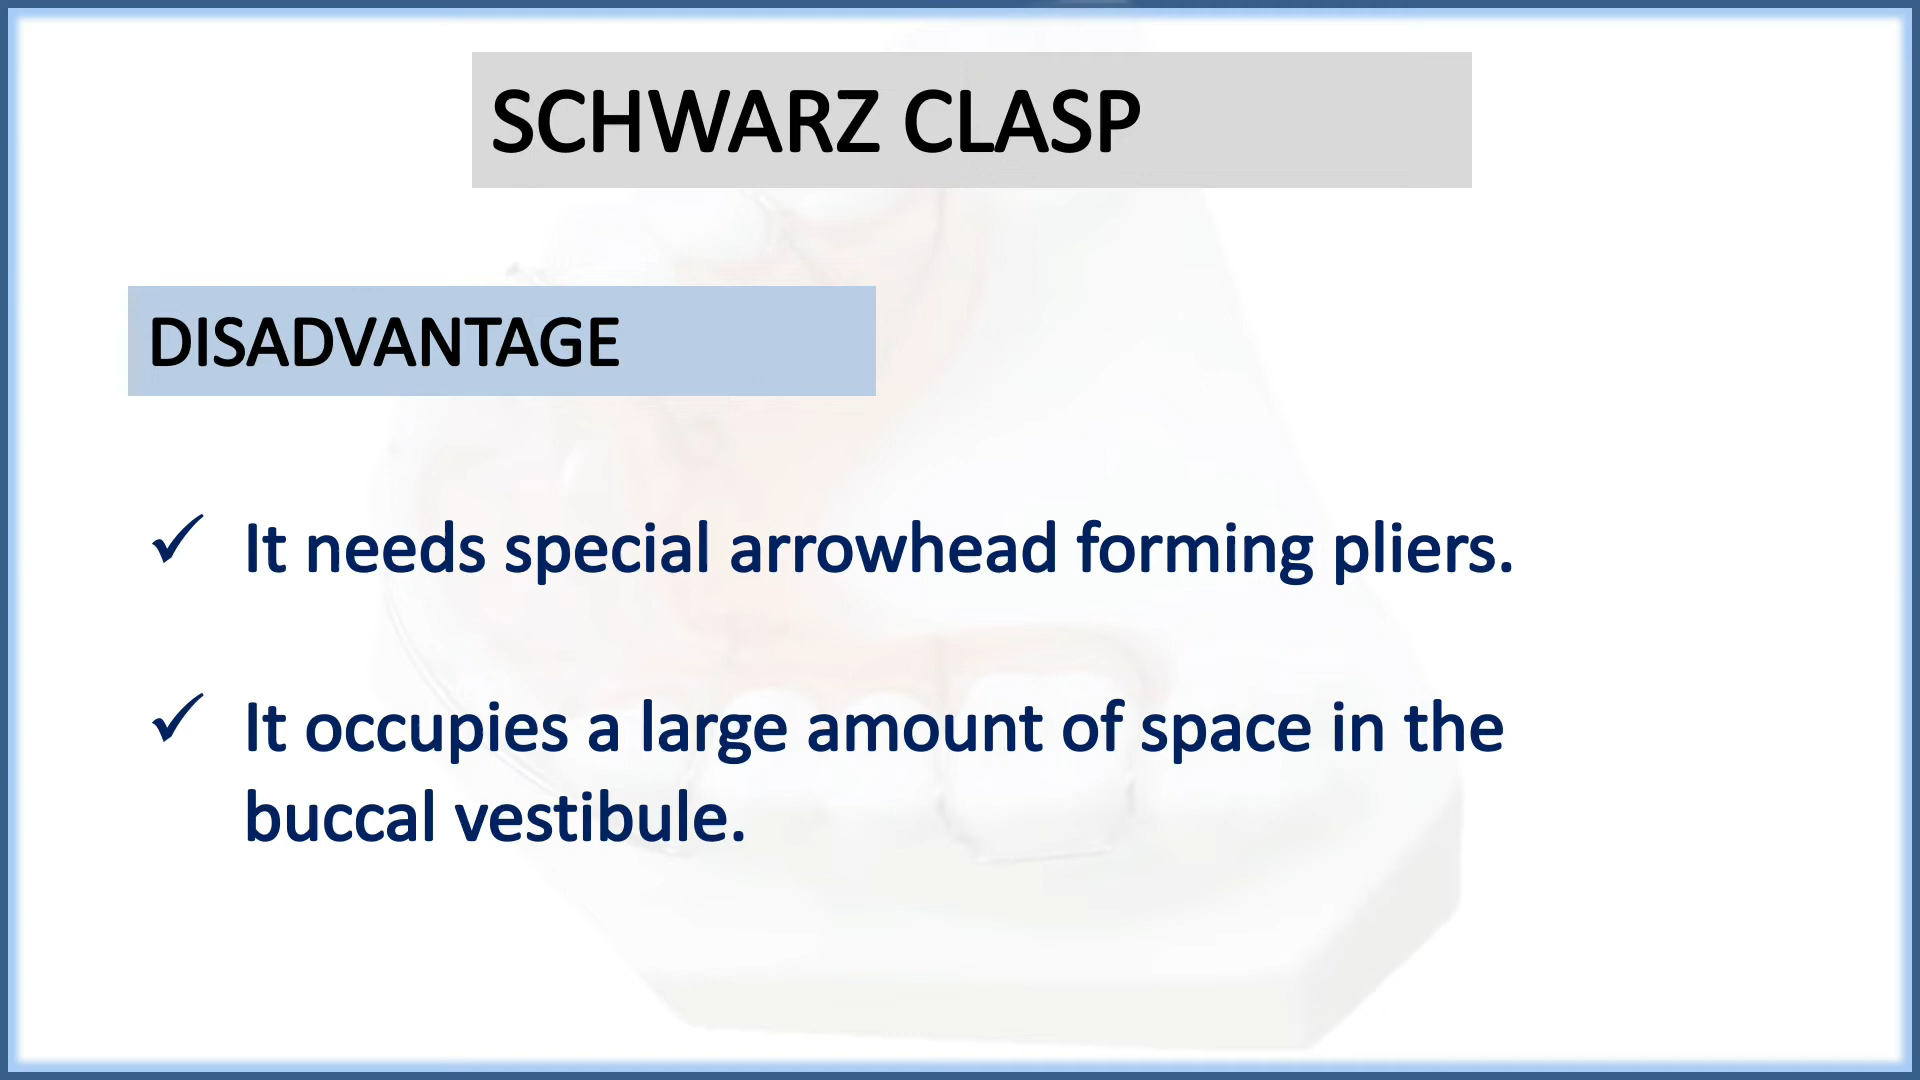 SCHWARZ CLASP
DISADVANTAGE
✓ It needs special arrowhead forming pliers.
✓ It occupies a large amount of space in the
buccal vestibule.